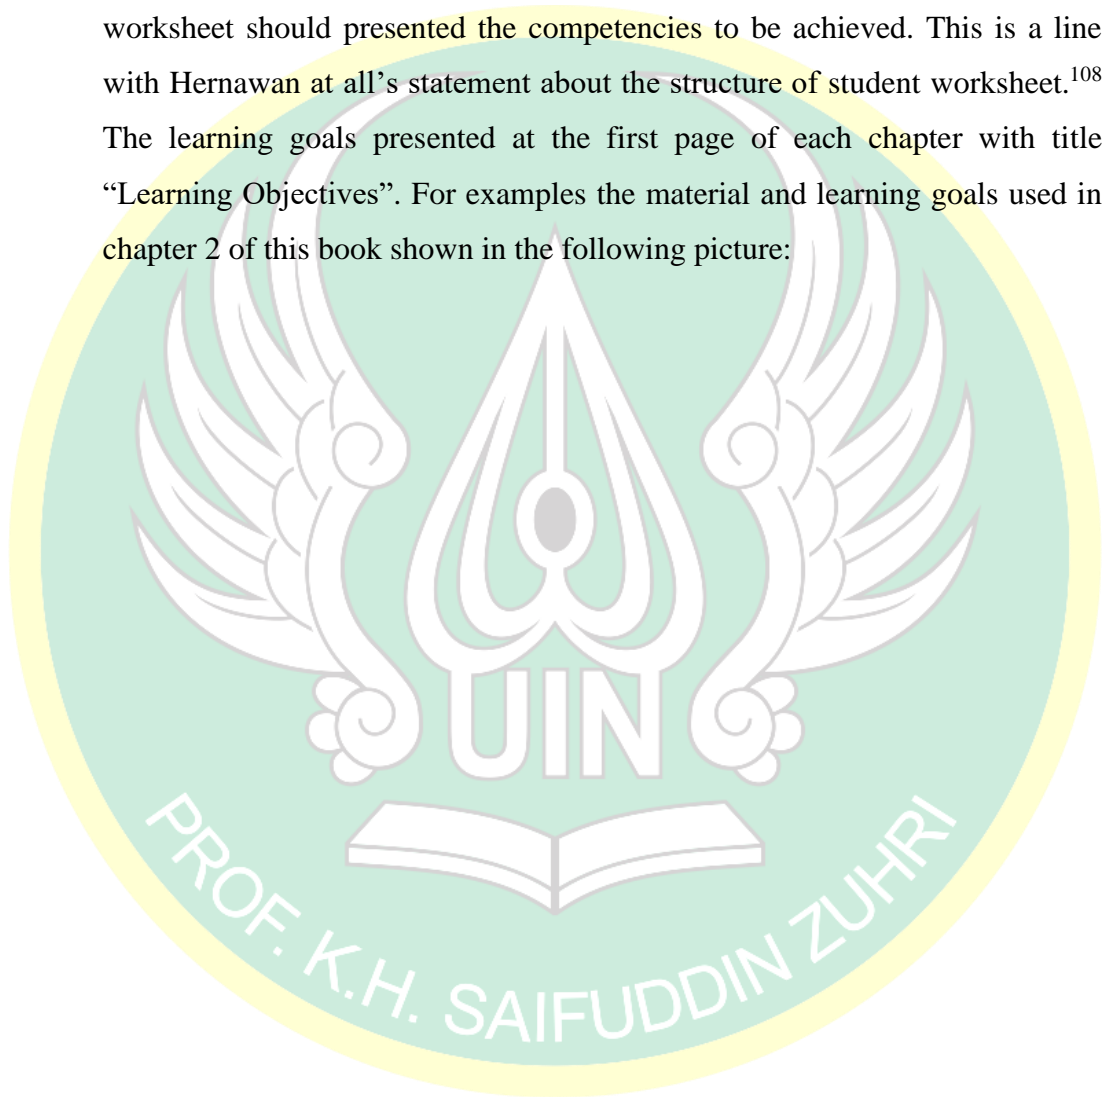 worksheet should presented the competencies to be achieved. This is a line
with Hernawan at all’s statement about the structure of student worksheet.108
The learning goals presented at the first page of each chapter with title
“Learning Objectives”. For examples the material and learning goals used in
chapter 2 of this book shown in the following picture:
UIN
PROF. K.H. SAIFUDDIN ZUHRI